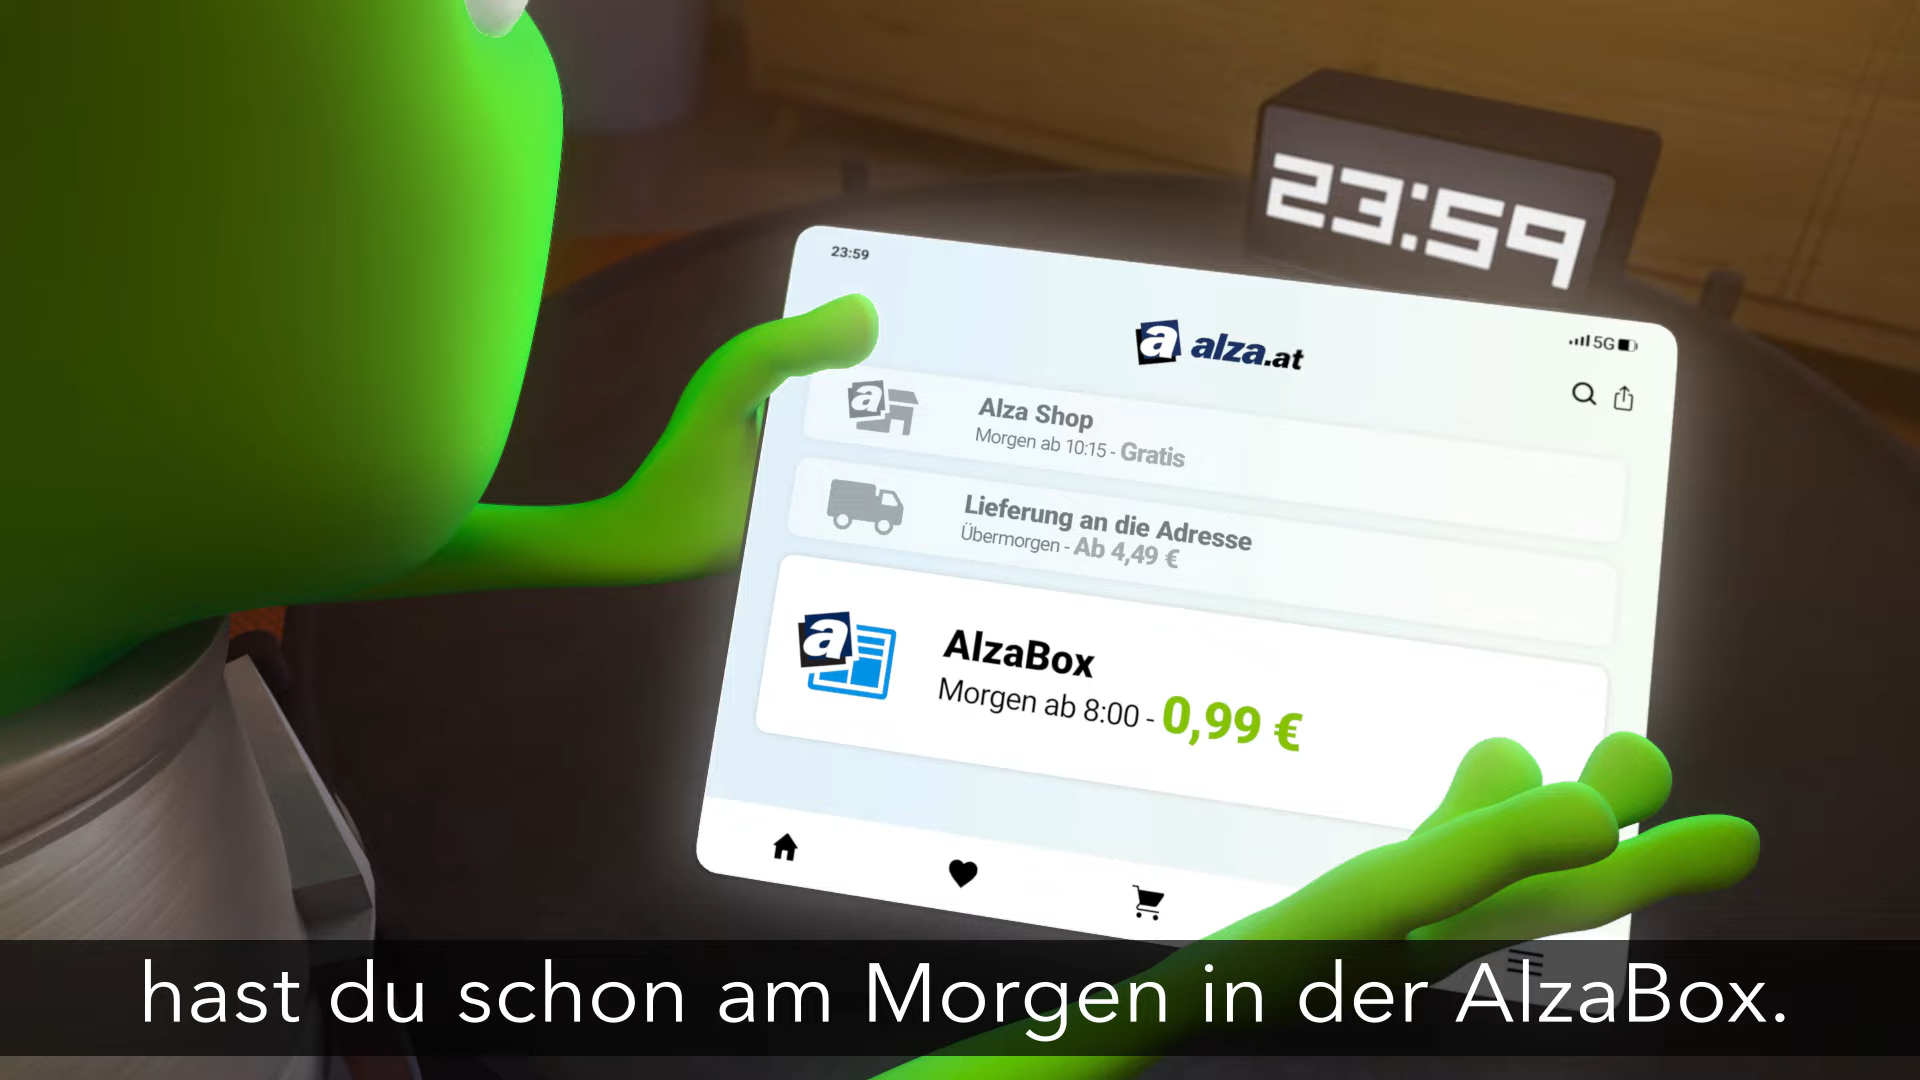 23:59
23:59
5G
a alza.at
a
Alza Shop
Morgen ab 10:15 - Gratis
Lieferung an die Adresse
Übermorgen - Ab 4,49 €
a
AlzaBox
Morgen ab 8:00 - 0,99 €
hast du schon am Morgen in der AlzaBox.